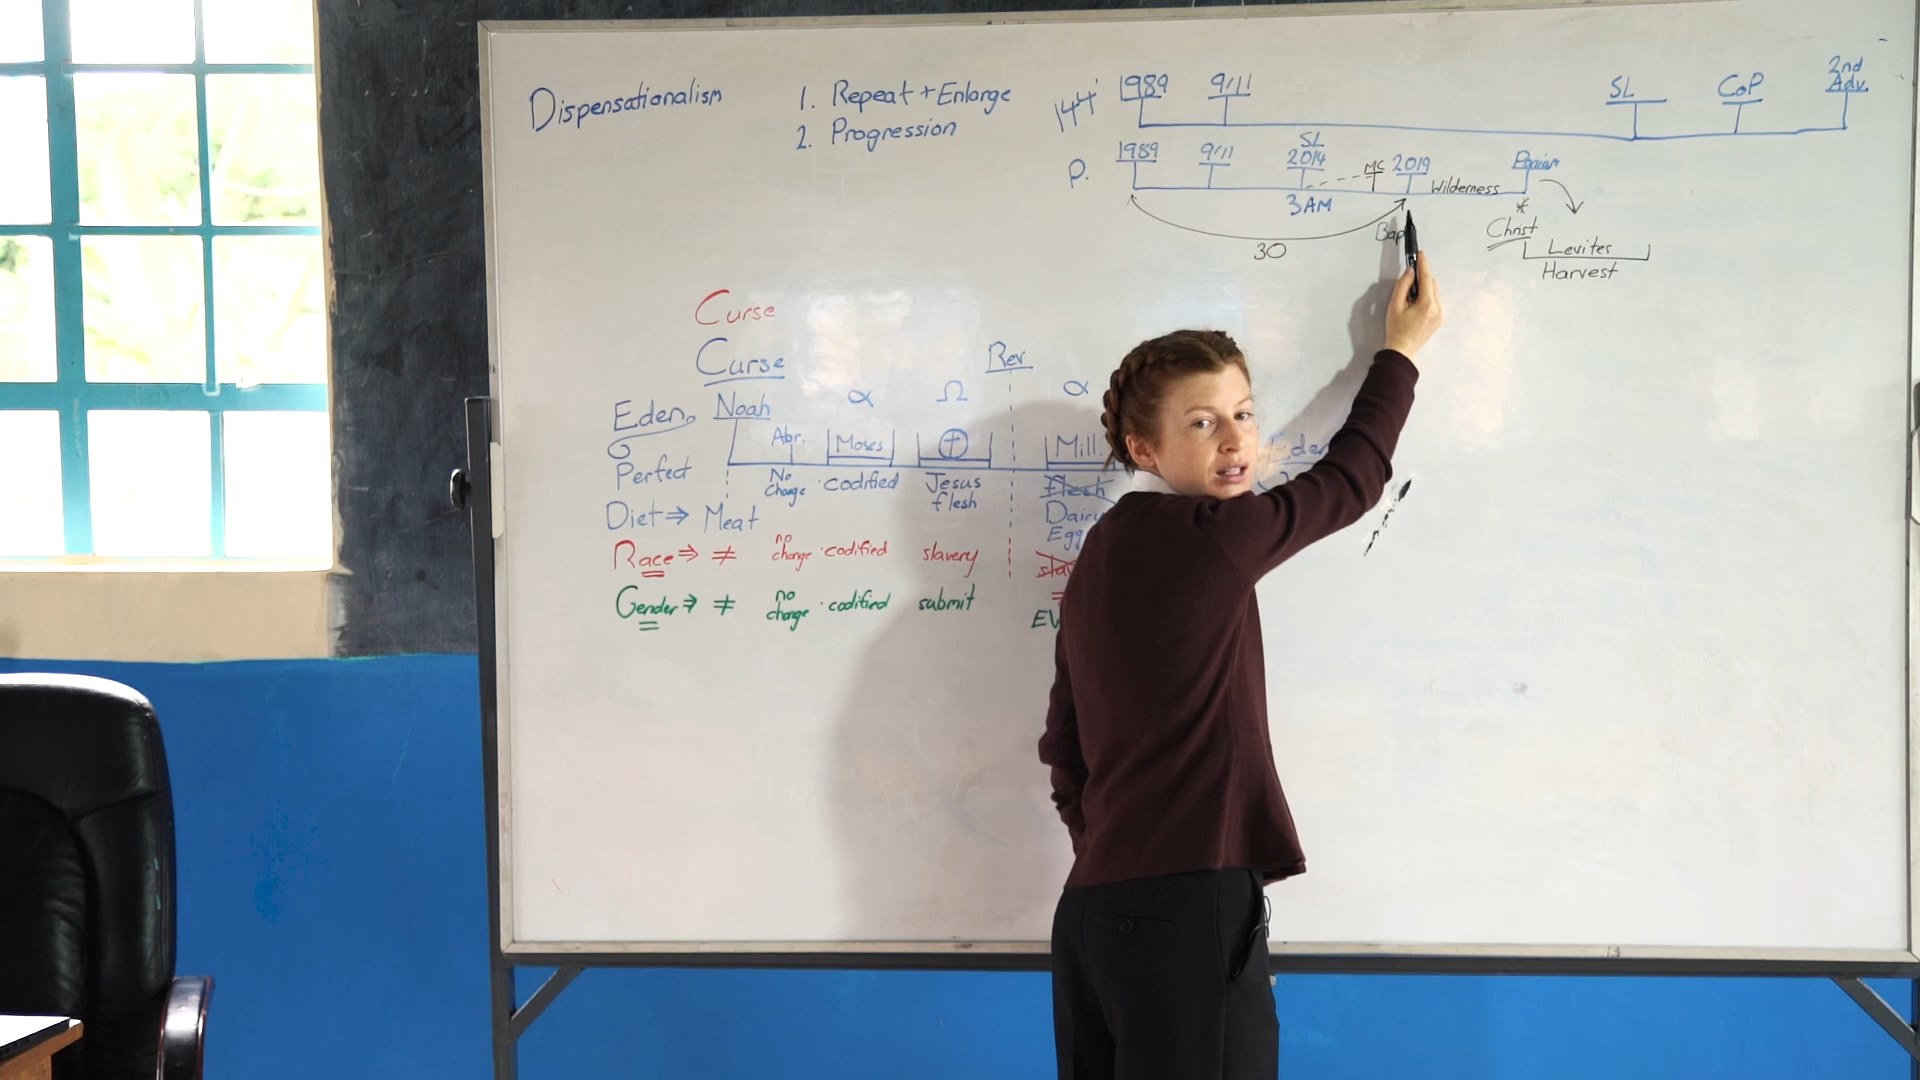 Dispensationalism
1. Repeat + Enlarge
2. Progression
144
1989 9/11 SL CoP 2nd Adv.
P. 1989 9/11 SL 2014 MC 2019 Wilderness
3AM
Bap
30
*
Christ
Levites
Harvest
Curse
Curse
Rev
α Ω α
Eden Noah
Abr. Moses Mill.
Perfect No change · codified Jesus flesh Flesh
Diet ⇒ Meat Dairy
Egg
Race ⇒ ≠ no change · codified slavery
=
Gender ⇒ ≠ no change · codified submit